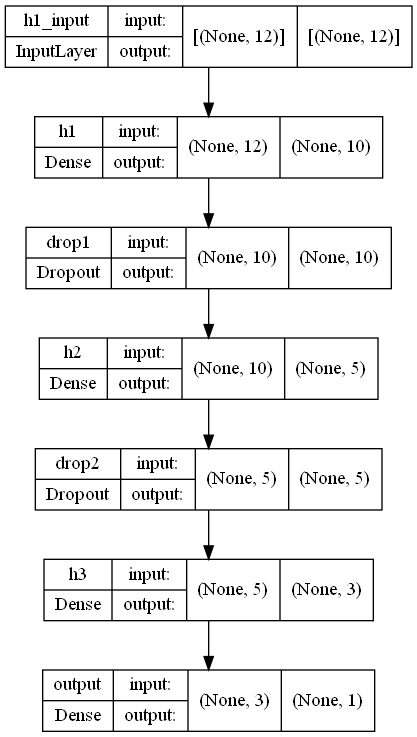 h1_input input: [(None, 12)] [(None, 12)]
InputLayer output:
h1 input: (None, 12) (None, 10)
Dense output:
drop1 input: (None, 10) (None, 10)
Dropout output:
h2 input: (None, 10) (None, 5)
Dense output:
drop2 input: (None, 5) (None, 5)
Dropout output:
h3 input: (None, 5) (None, 3)
Dense output:
output input: (None, 3) (None, 1)
Dense output: